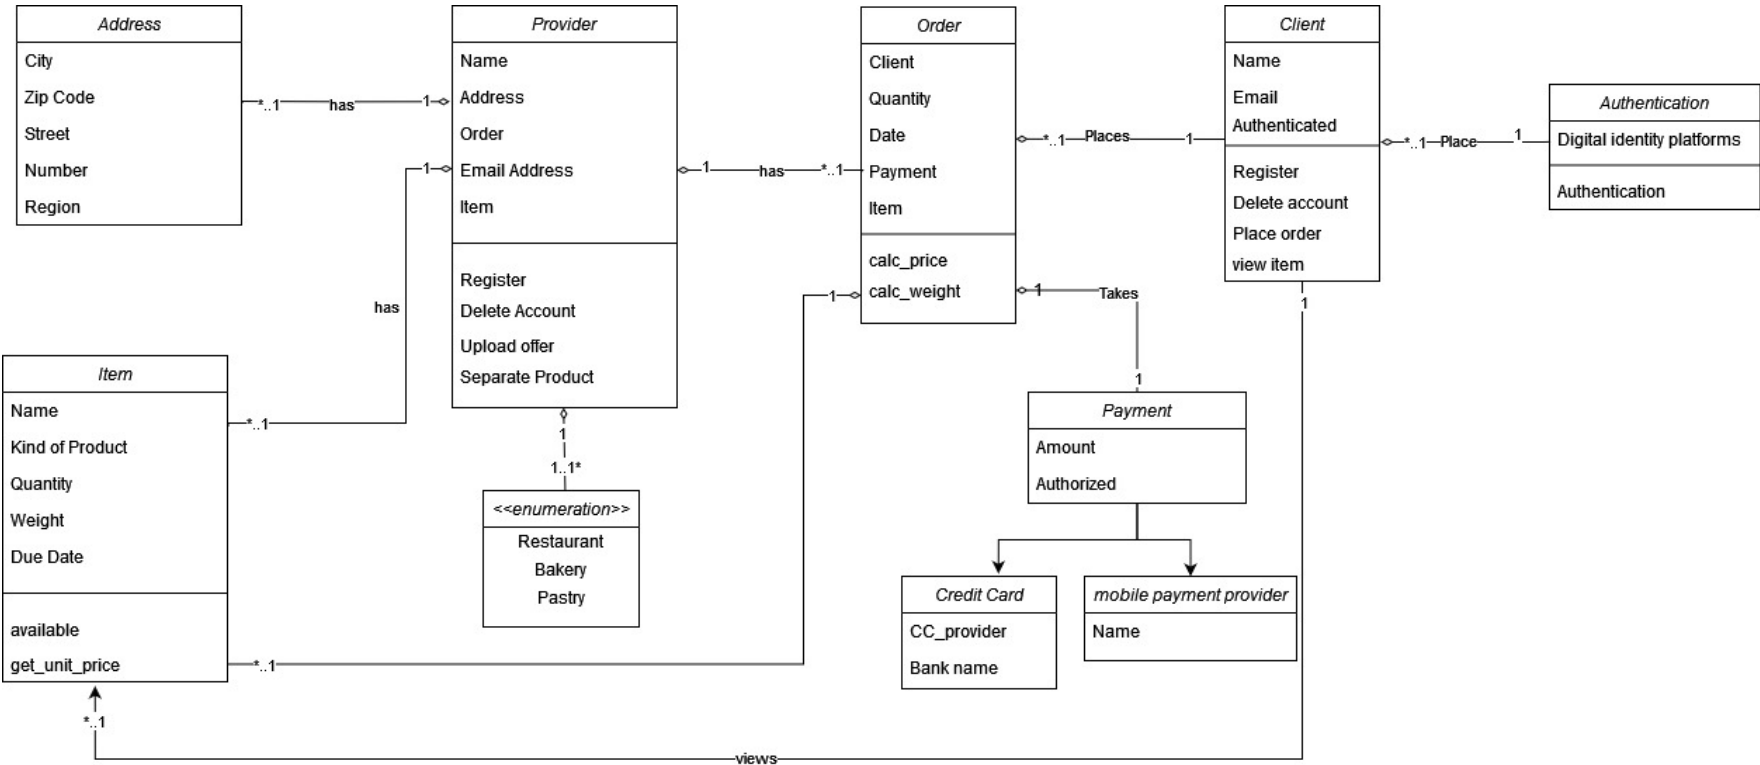 Address
City
Zip Code
Street
Number
Region
*..1
has
1
Provider
Name
Address
Order
Email Address
Item
Register
Delete Account
Upload offer
Separate Product
1
has
*..1
1
has
*..1
Order
Client
Quantity
Date
Payment
Item
calc_price
calc_weight
*..1
Places
1
Client
Name
Email
Authenticated
Register
Delete account
Place order
view item
*..1
Place
1
Authentication
Digital identity platforms
Authentication
1
Takes
1
1
*..1
Item
Name
Kind of Product
Quantity
Weight
Due Date
available
get_unit_price
1
1..1*
<<enumeration>>
Restaurant
Bakery
Pastry
Payment
Amount
Authorized
Credit Card
CC_provider
Bank name
mobile payment provider
Name
1
views
*..1